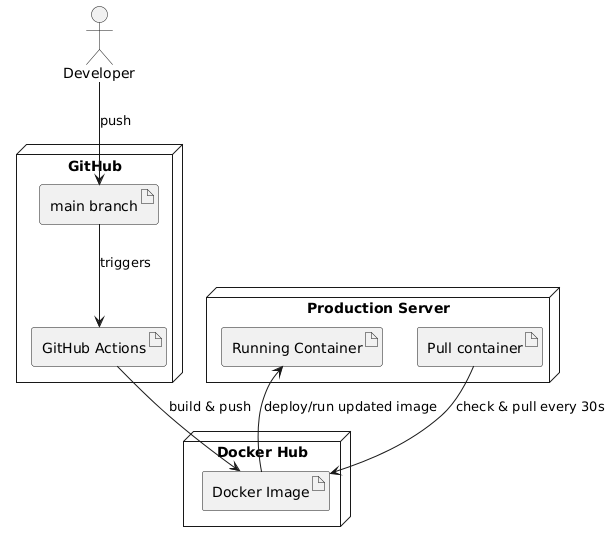 Developer
push
GitHub
main branch
triggers
Production Server
GitHub Actions
Running Container
Pull container
build & push
deploy/run updated image
check & pull every 30s
Docker Hub
Docker Image